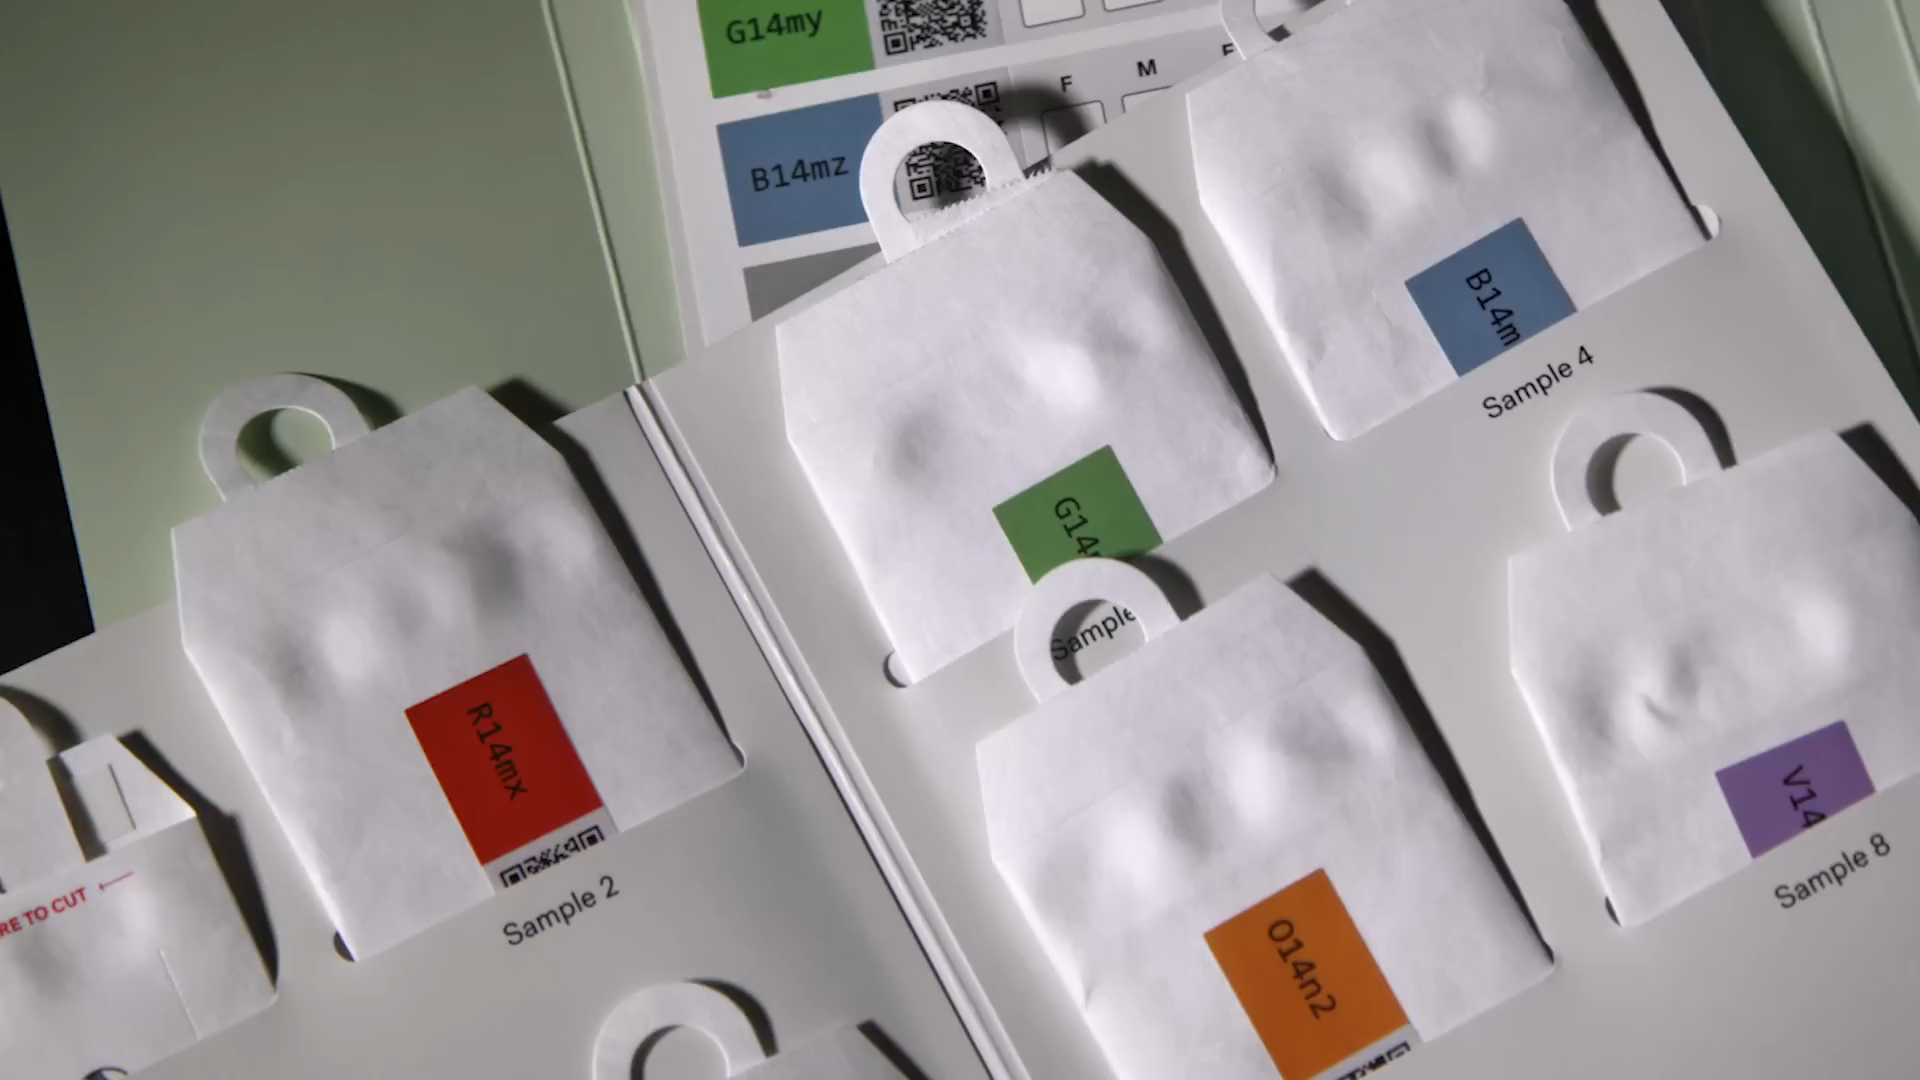 G14my
F
M
F
B14mz
B14m
Sample 4
G14
Sample
R14mx
Sample 2
RE TO CUT
V14
Sample 8
O14n2